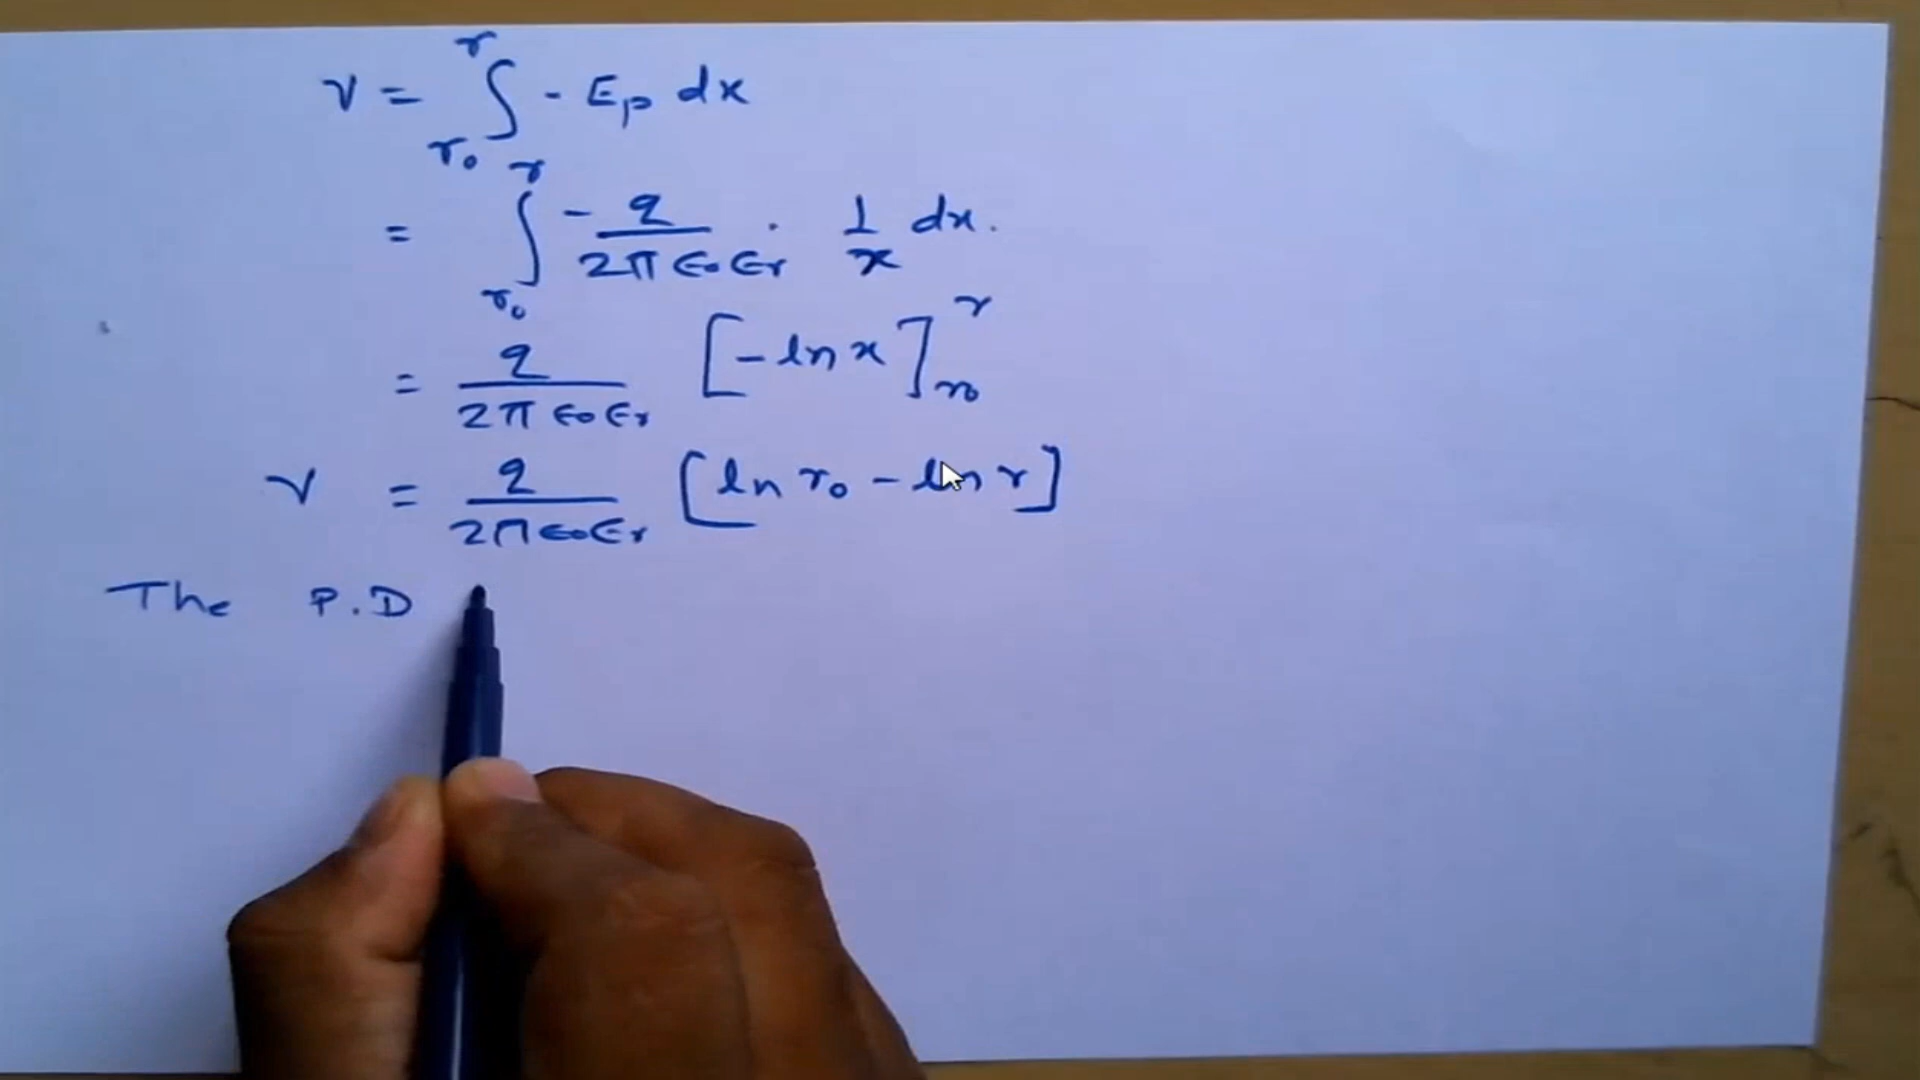 V = ∫_{r₀}^{r} - E_p dx
= ∫_{r₀}^{r} - q / 2π ϵ₀ ϵᵣ · 1/x dx.
= q / 2π ϵ₀ ϵᵣ [- ln x]_{r₀}^{r}
V = q / 2π ϵ₀ ϵᵣ [ln r₀ - ln r]
The P.D